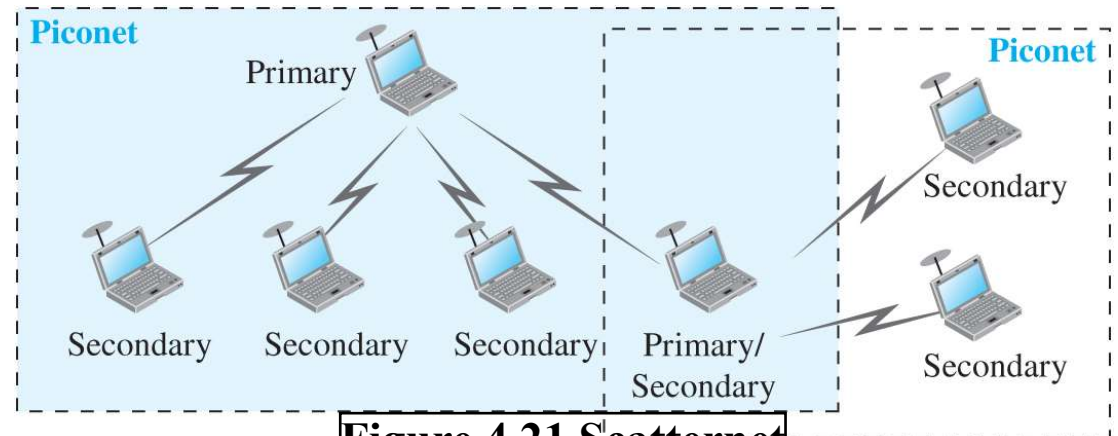 Piconet
Piconet
Primary
Secondary
Secondary
Secondary
Secondary
Primary/
Secondary
Secondary
Figure 4.21 Scatternet